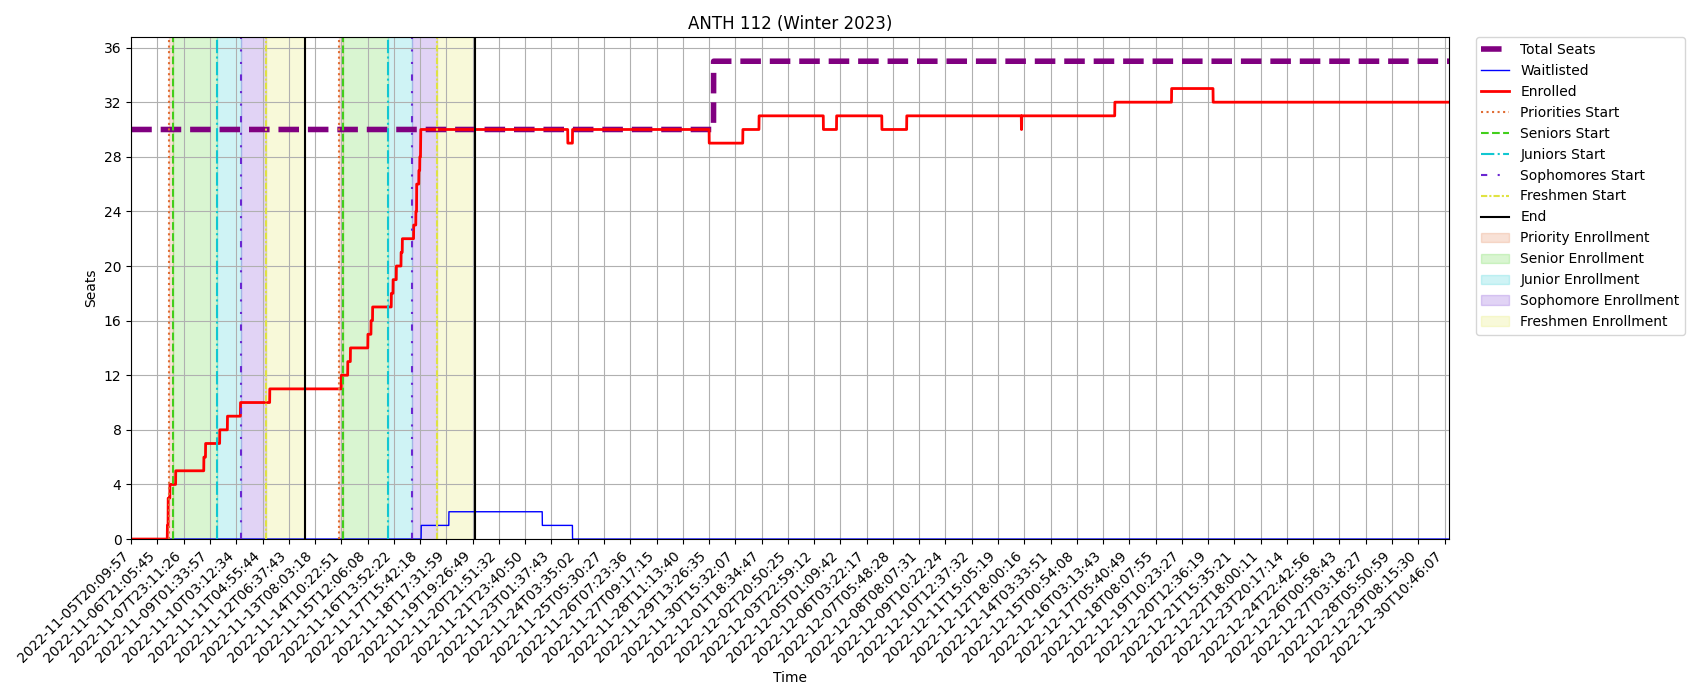 ANTH 112 (Winter 2023)
Seats
36
32
28
24
20
16
12
8
4
0
2022-11-05T20:09:57
2022-11-06T21:05:45
2022-11-07T23:11:26
2022-11-09T01:33:57
2022-11-10T03:12:34
2022-11-11T04:55:44
2022-11-12T06:37:43
2022-11-13T08:03:18
2022-11-14T10:22:51
2022-11-15T12:06:08
2022-11-16T13:52:22
2022-11-17T15:42:18
2022-11-18T17:31:59
2022-11-19T19:26:49
2022-11-20T21:51:32
2022-11-21T23:40:50
2022-11-23T01:37:43
2022-11-24T03:35:02
2022-11-25T05:30:27
2022-11-26T07:23:36
2022-11-27T09:17:15
2022-11-28T11:13:40
2022-11-29T13:26:35
2022-11-30T15:32:07
2022-12-01T18:34:47
2022-12-02T20:50:25
2022-12-03T22:59:12
2022-12-05T01:09:42
2022-12-06T03:22:17
2022-12-07T05:48:28
2022-12-08T08:07:31
2022-12-09T10:22:24
2022-12-10T12:37:32
2022-12-11T15:05:19
2022-12-12T18:00:16
2022-12-14T03:33:51
2022-12-15T00:54:08
2022-12-16T03:13:43
2022-12-17T05:40:49
2022-12-18T08:07:55
2022-12-19T10:23:27
2022-12-20T12:36:19
2022-12-21T15:35:21
2022-12-22T18:00:11
2022-12-23T20:17:14
2022-12-24T22:42:56
2022-12-26T00:58:43
2022-12-27T03:18:27
2022-12-28T05:50:59
2022-12-29T08:15:30
2022-12-30T10:46:07
Time
Total Seats
Waitlisted
Enrolled
Priorities Start
Seniors Start
Juniors Start
Sophomores Start
Freshmen Start
End
Priority Enrollment
Senior Enrollment
Junior Enrollment
Sophomore Enrollment
Freshmen Enrollment